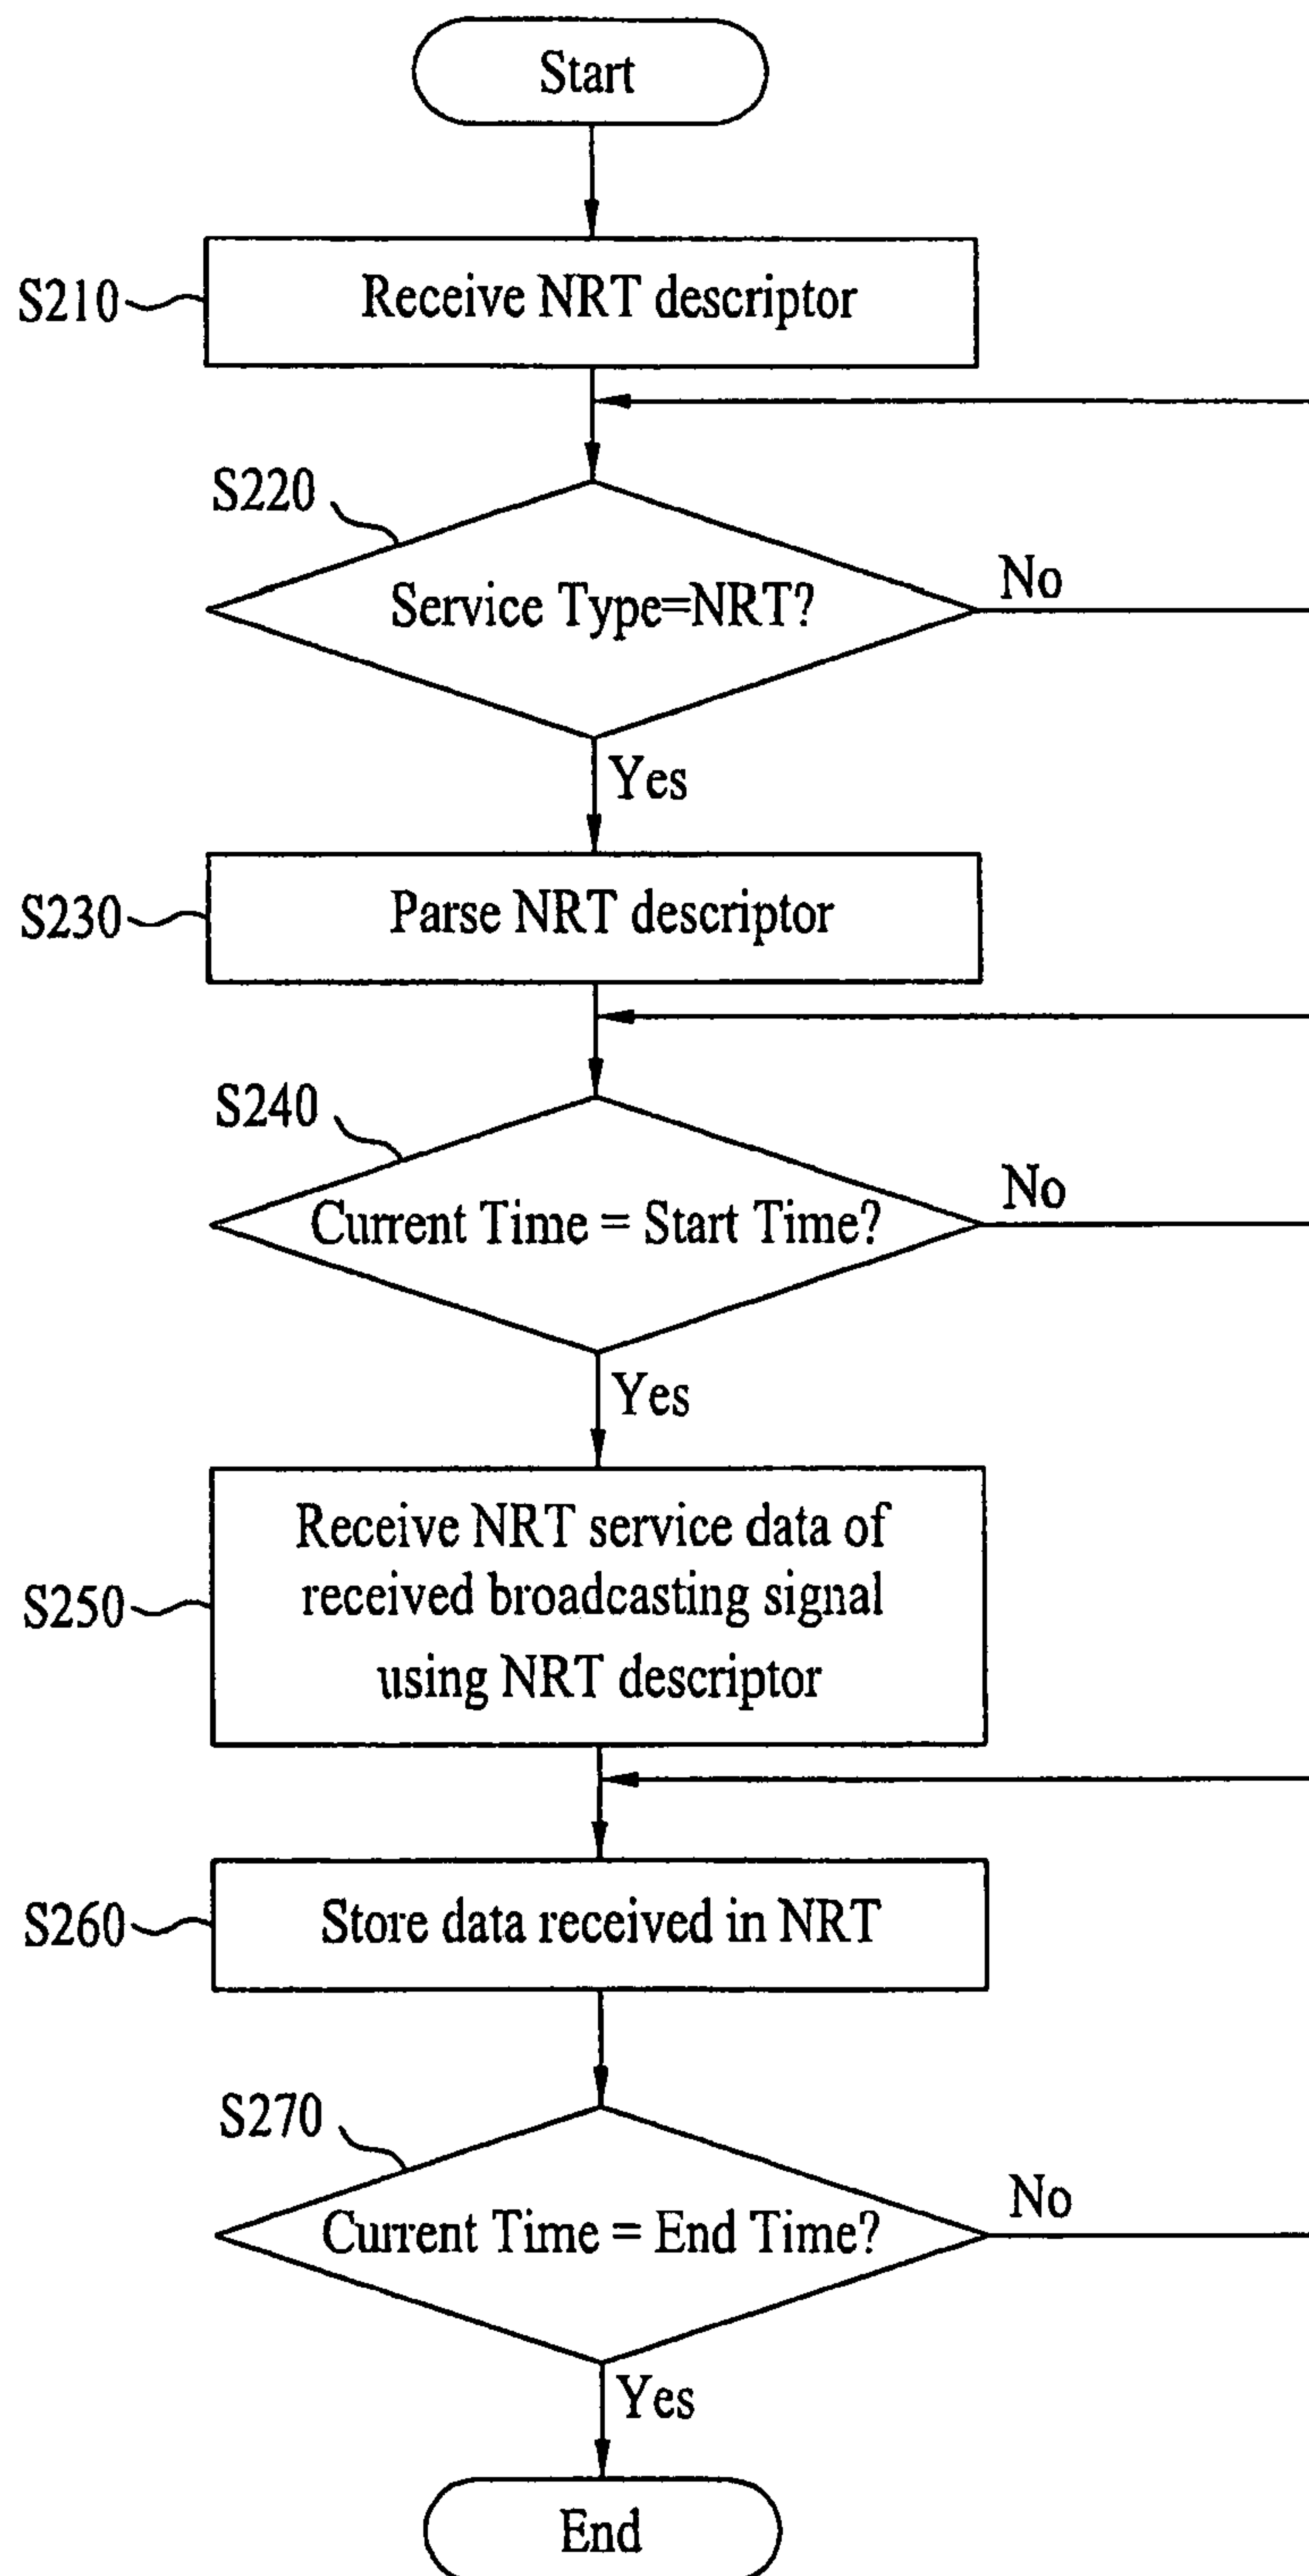 Start
S210
Receive NRT descriptor
S220
Service Type=NRT?
No
Yes
S230
Parse NRT descriptor
S240
Current Time = Start Time?
No
Yes
S250
Receive NRT service data of
received broadcasting signal
using NRT descriptor
S260
Store data received in NRT
S270
Current Time = End Time?
No
Yes
End